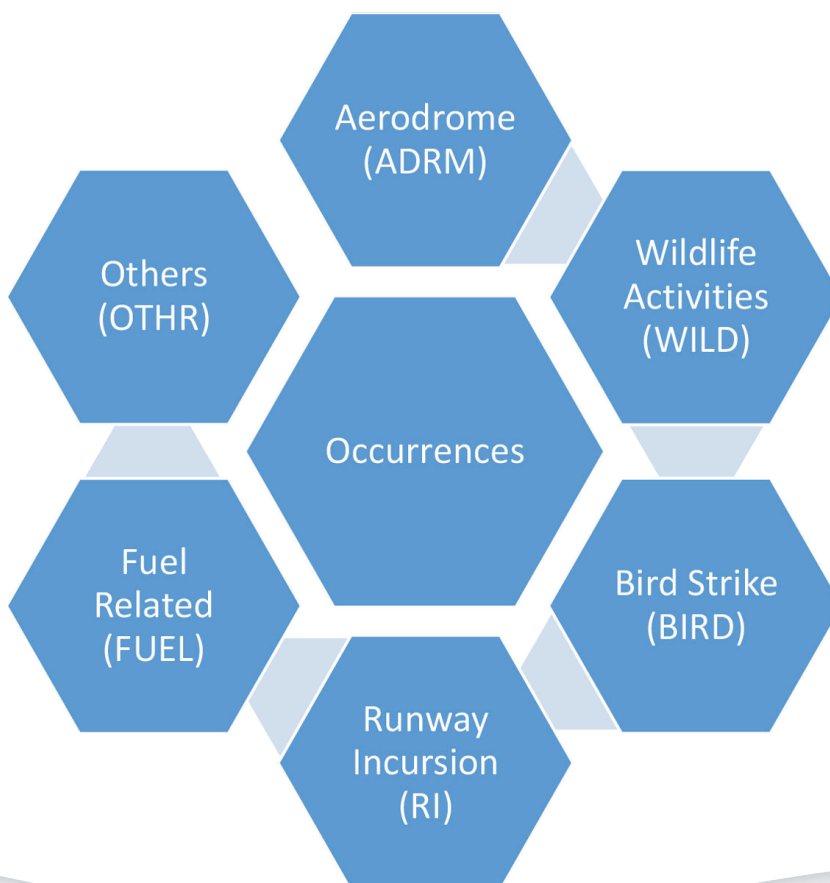 Aerodrome
(ADRM)
Wildlife
Activities
(WILD)
Others
(OTHR)
Occurrences
Bird Strike
(BIRD)
Fuel
Related
(FUEL)
Runway
Incursion
(RI)